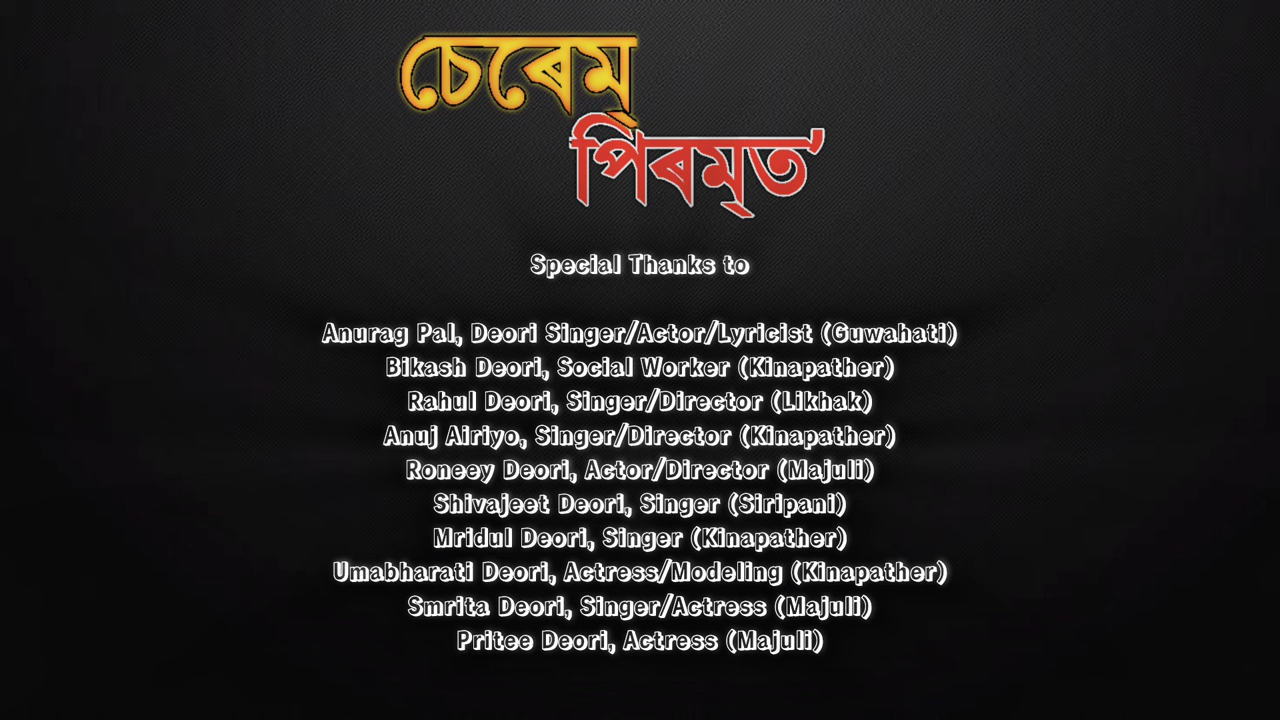 চেৰেম্
পিৰম্ত'
Special Thanks to
Anurag Pal, Deori Singer/Actor/Lyricist (Guwahati)
Bikash Deori, Social Worker (Kinapather)
Rahul Deori, Singer/Director (Likhak)
Anuj Airiyo, Singer/Director (Kinapather)
Roneey Deori, Actor/Director (Majuli)
Shivajeet Deori, Singer (Siripani)
Mridul Deori, Singer (Kinapather)
Umabharati Deori, Actress/Modeling (Kinapather)
Smrita Deori, Singer/Actress (Majuli)
Pritee Deori, Actress (Majuli)